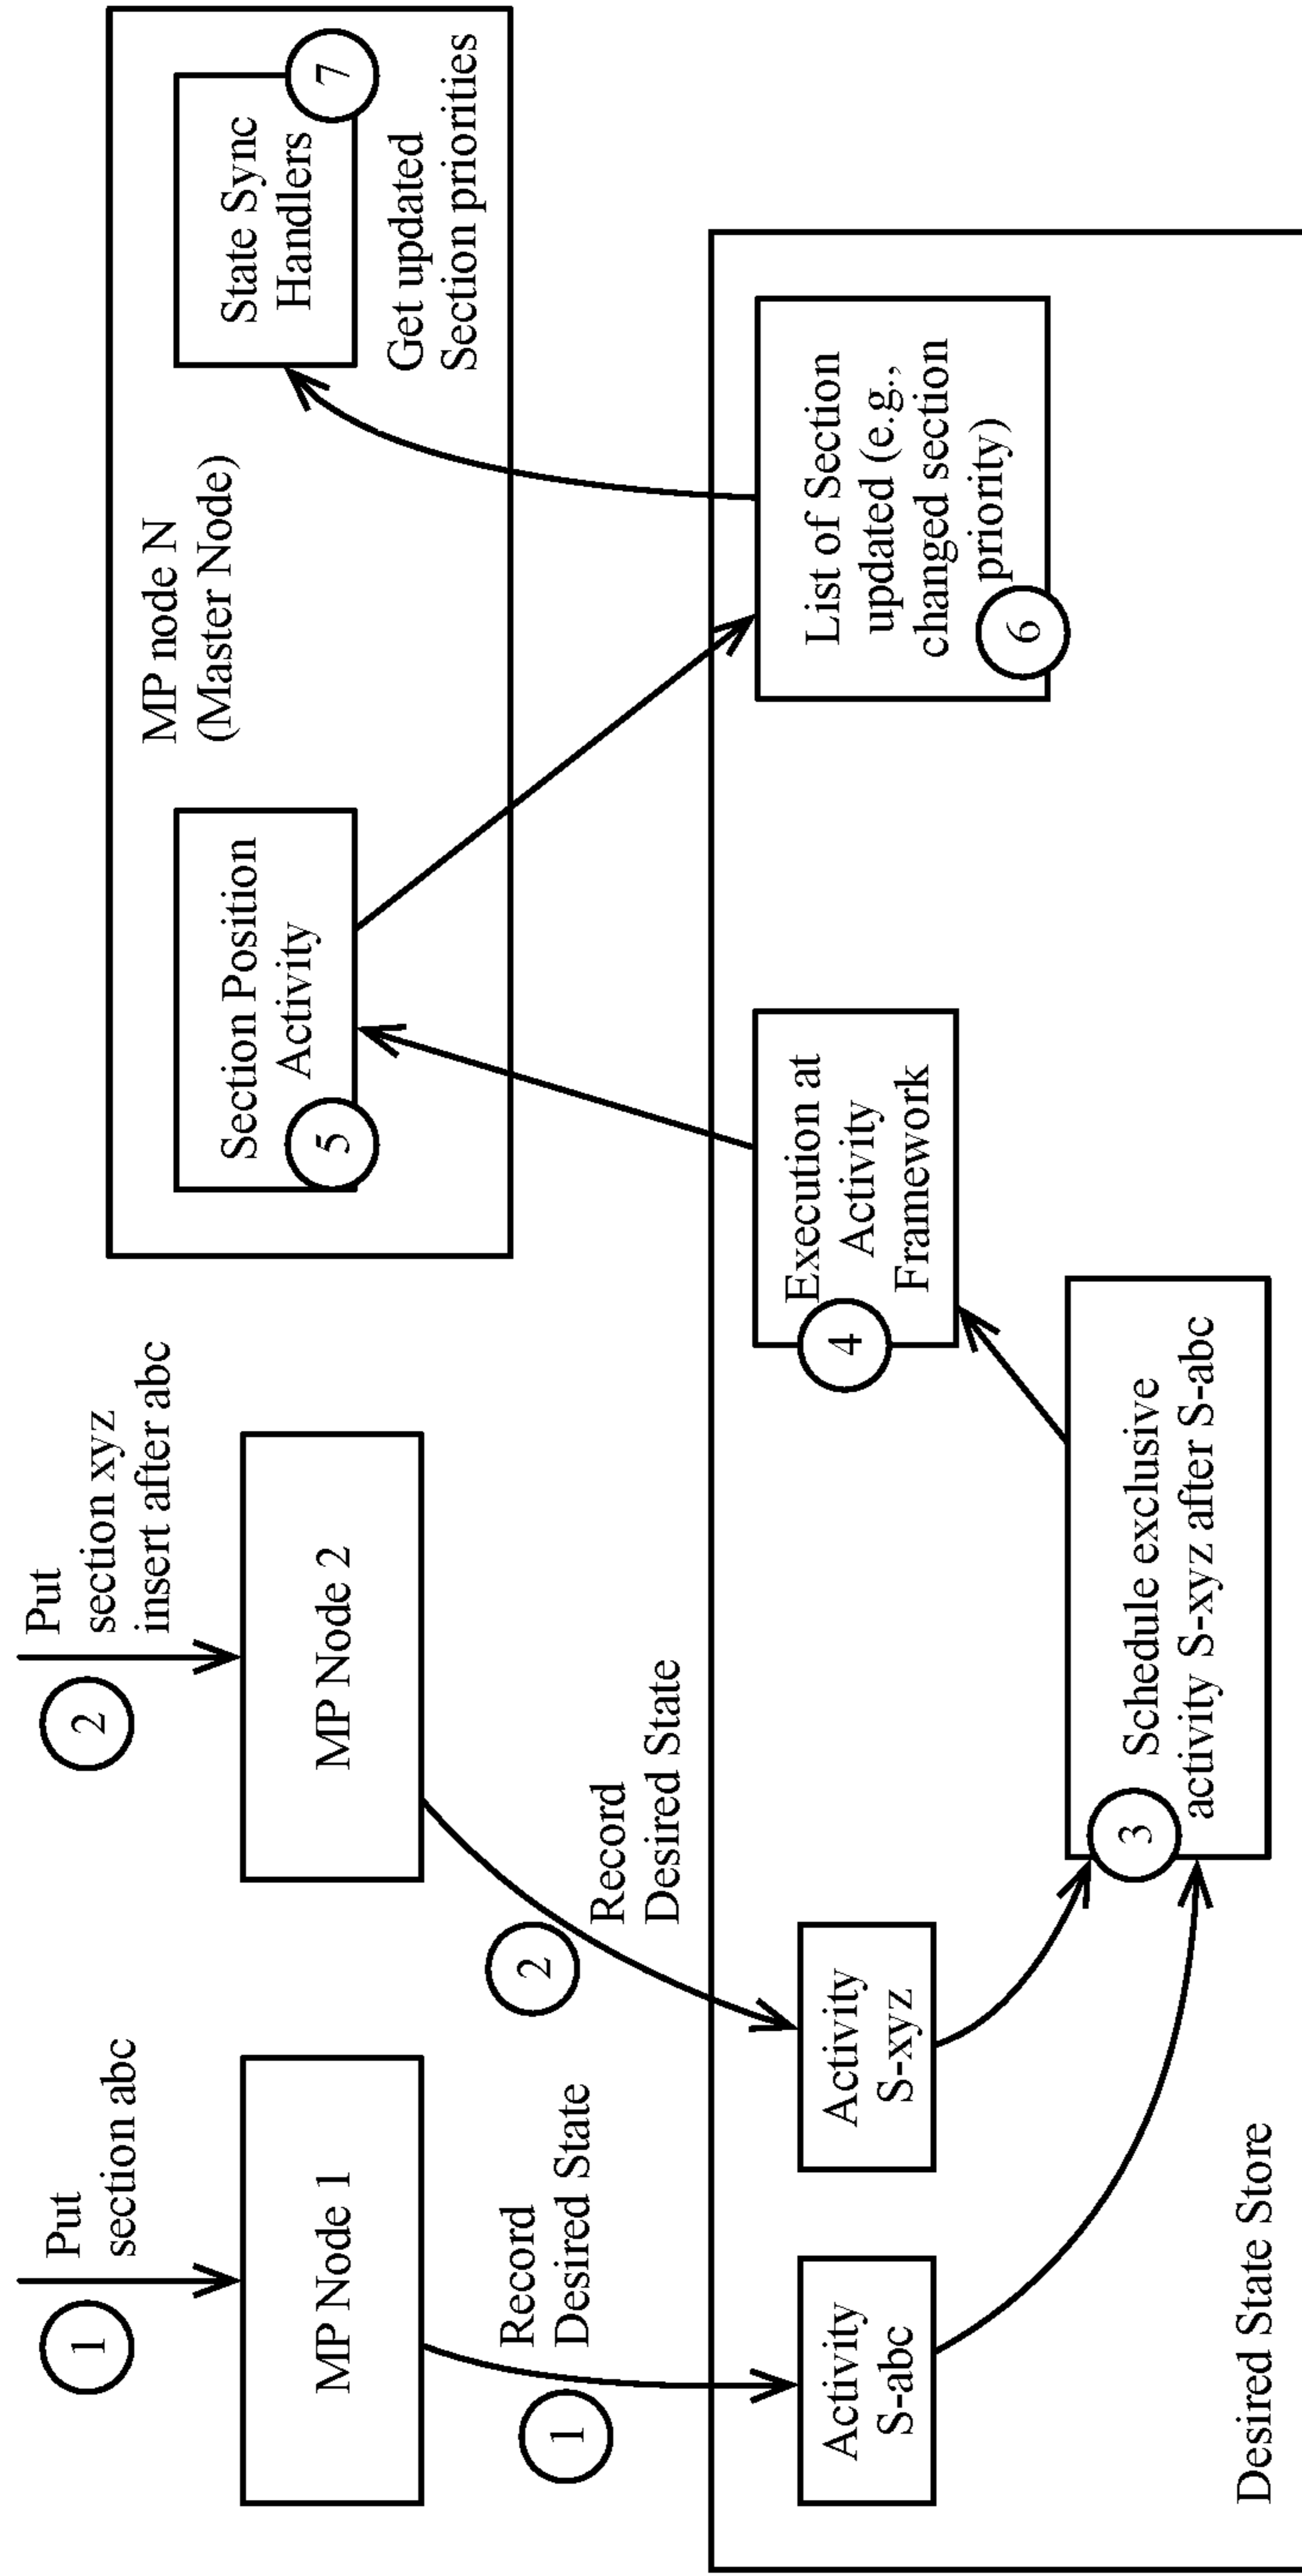 1
Put
section abc
2
Put
section xyz
insert after abc
MP Node 1
MP Node 2
MP node N
(Master Node)
Section Position
Activity
5
State Sync
Handlers
7
Get updated
Section priorities
1
Record
Desired State
2
Record
Desired State
Activity
S-abc
Activity
S-xyz
Execution at
Activity
Framework
4
List of Section
updated (e.g.,
changed section
priority)
6
3
Schedule exclusive
activity S-xyz after S-abc
Desired State Store